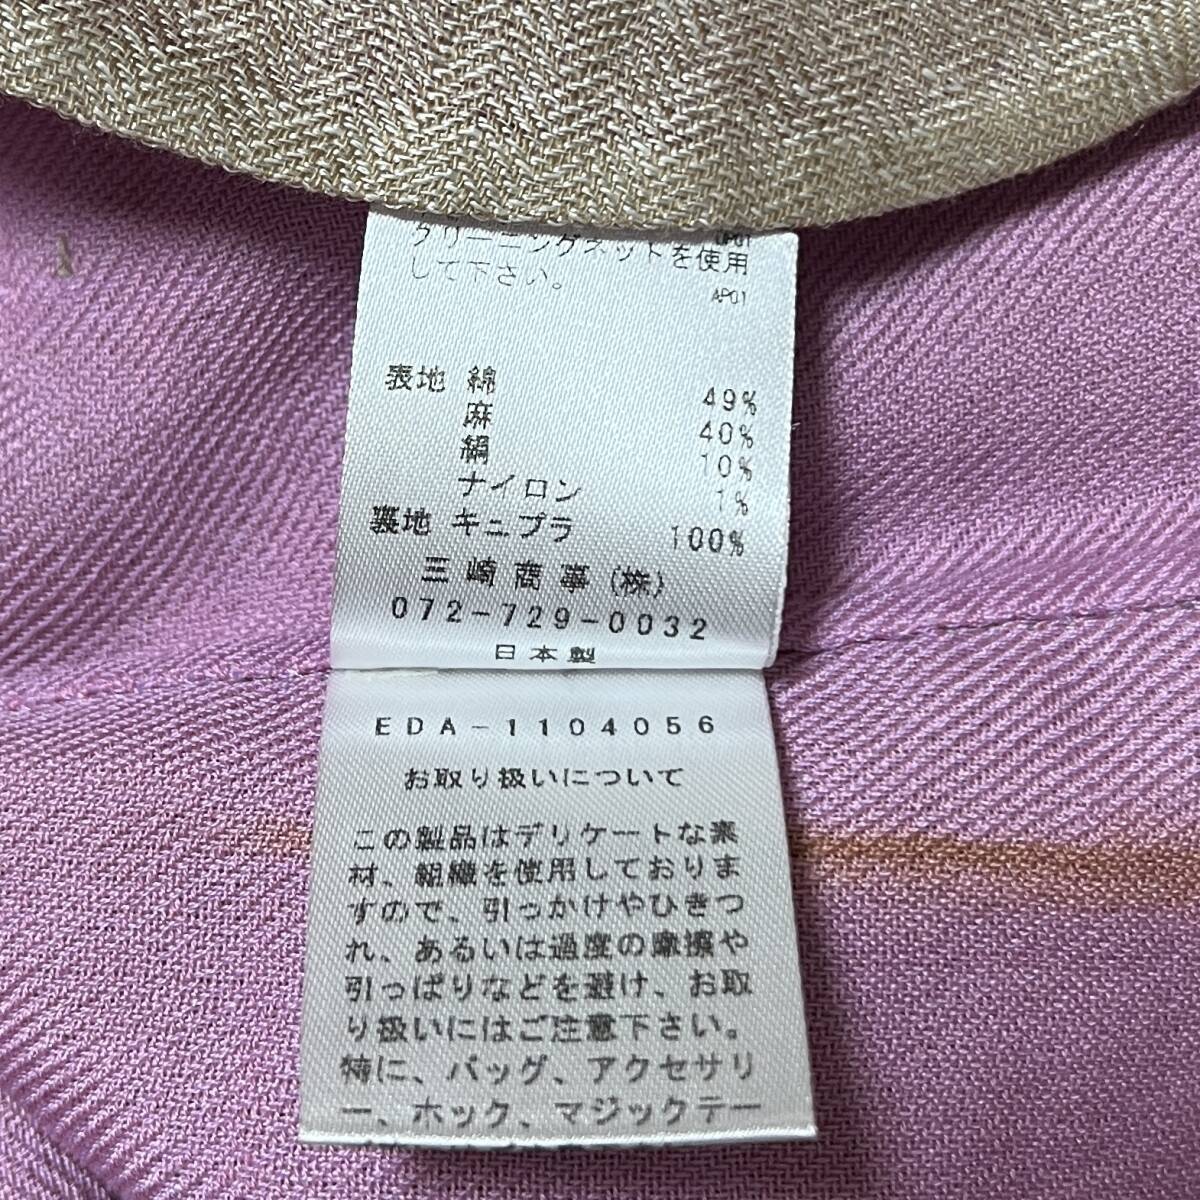 クリーニングネットを使用
して下さい。
AP01
表地 綿 49%
麻 40%
絹 10%
ナイロン 1%
裏地 キュプラ 100%
三崎商事(株)
072-729-0032
日本製
EDA-1104056
お取り扱いについて
この製品はデリケートな素
材、組織を使用しておりま
すので、引っかけやひきつ
れ、あるいは過度の摩擦や
引っぱりなどを避け、お取
り扱いにはご注意下さい。
特に、バッグ、アクセサリ
ー、ホック、マジックテー